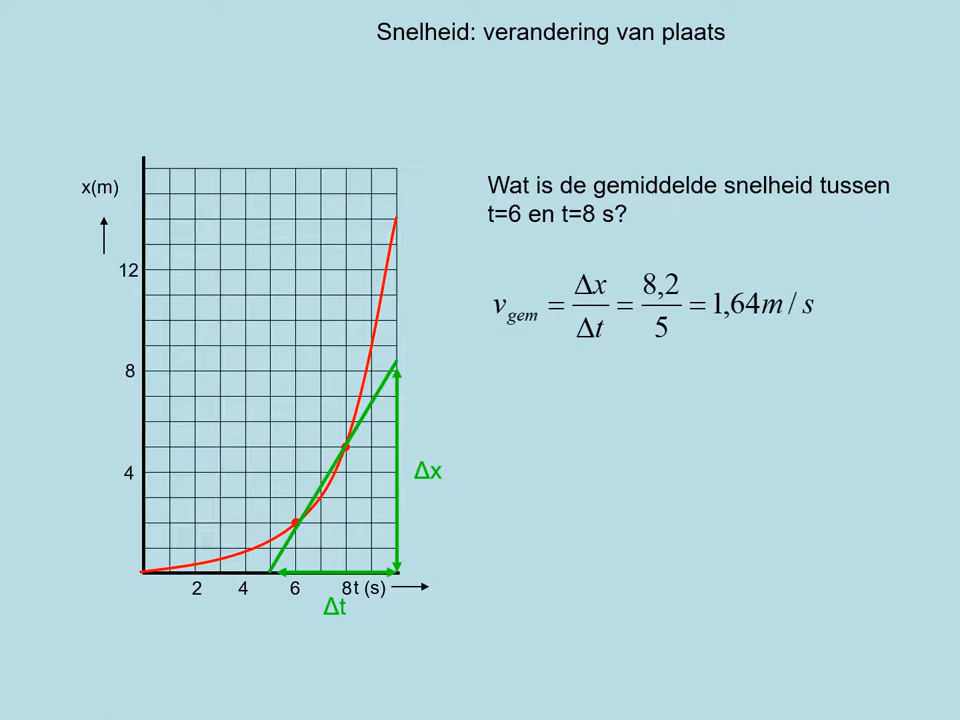 Snelheid: verandering van plaats
x(m)
12
8
4
2 4 6 8 t (s)
Δt
Δx
Wat is de gemiddelde snelheid tussen
t=6 en t=8 s?
v_gem = Δx/Δt = 8,2/5 = 1,64m / s